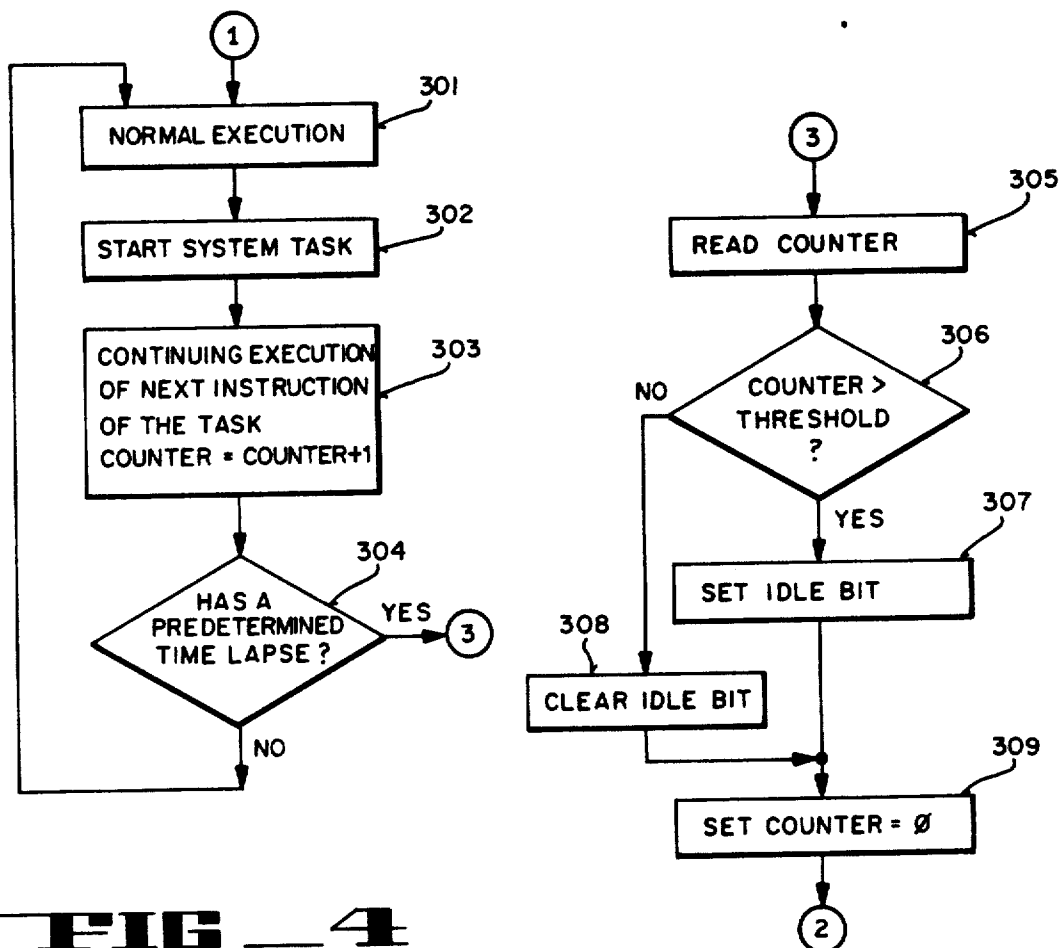 1
301
NORMAL EXECUTION
302
START SYSTEM TASK
303
CONTINUING EXECUTION
OF NEXT INSTRUCTION
OF THE TASK
COUNTER = COUNTER+1
304
HAS A
PREDETERMINED
TIME LAPSE?
YES
3
NO
3
305
READ COUNTER
306
COUNTER >
THRESHOLD
?
NO
YES
307
SET IDLE BIT
308
CLEAR IDLE BIT
309
SET COUNTER = Ø
2
FIG_4